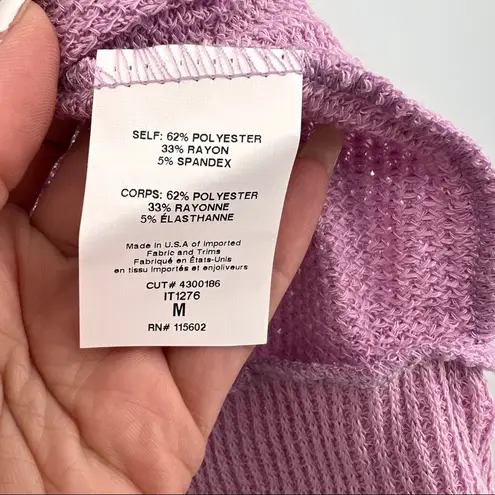 SELF: 62% POLYESTER
33% RAYON
5% SPANDEX
CORPS: 62% POLYESTER
33% RAYONNE
5% ÉLASTHANNE
Made in U.S.A of imported
Fabric and Trims
Fabriqué en États-Unis
en tissu importés et enjoliveurs
CUT# 4300186
IT1276
M
RN# 115602